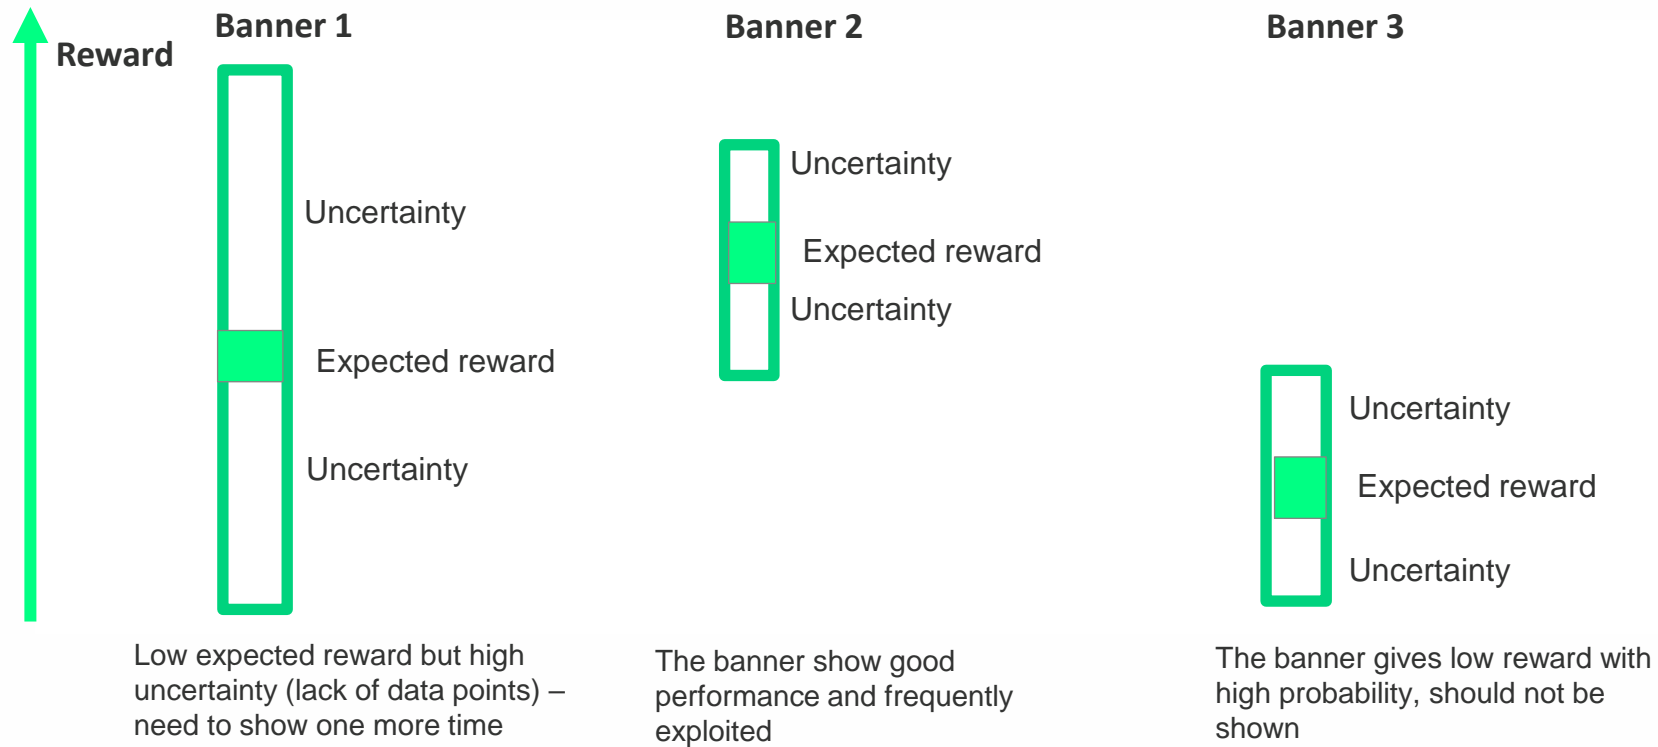 Reward
Banner 1
Uncertainty
Expected reward
Uncertainty
Low expected reward but high
uncertainty (lack of data points) –
need to show one more time
Banner 2
Uncertainty
Expected reward
Uncertainty
The banner show good
performance and frequently
exploited
Banner 3
Uncertainty
Expected reward
Uncertainty
The banner gives low reward with
high probability, should not be
shown